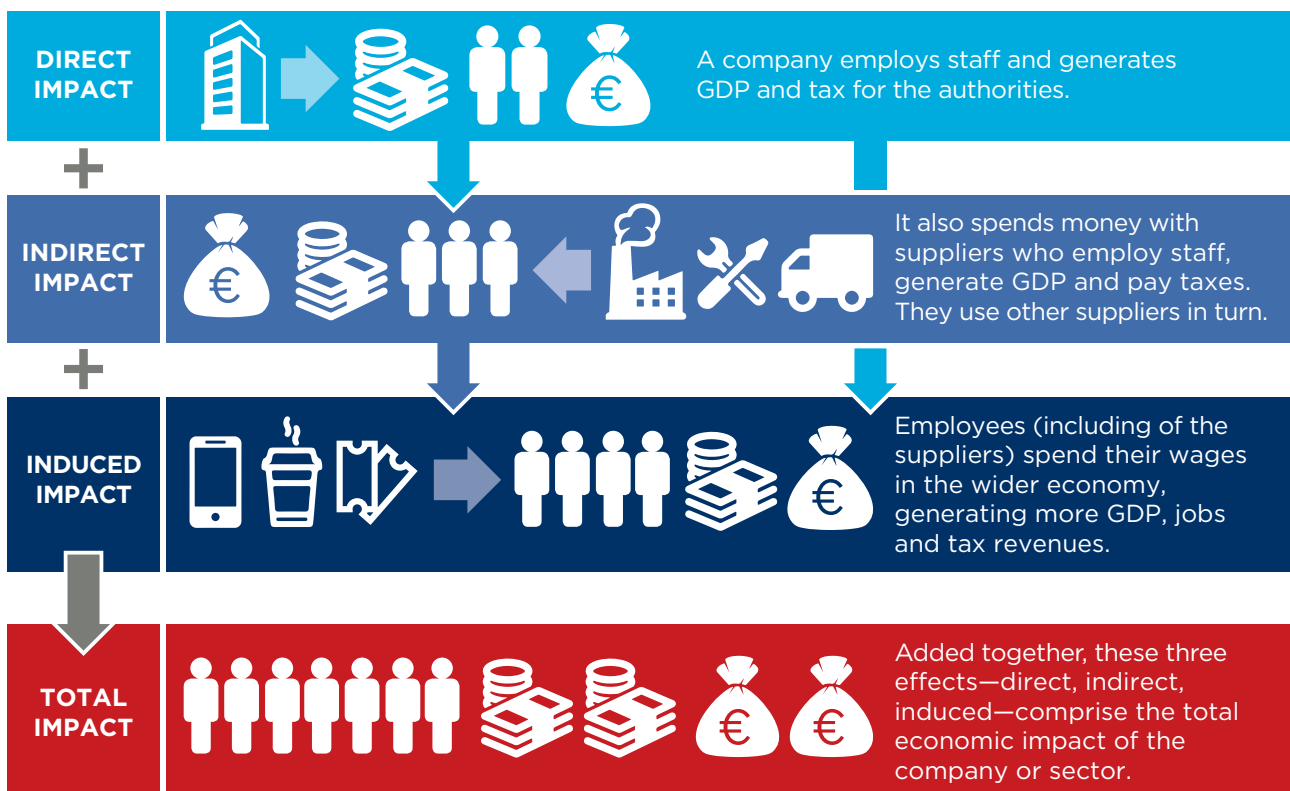 DIRECT
IMPACT
€
A company employs staff and generates
GDP and tax for the authorities.
+
INDIRECT
IMPACT
€
It also spends money with
suppliers who employ staff,
generate GDP and pay taxes.
They use other suppliers in turn.
+
INDUCED
IMPACT
€
Employees (including of the
suppliers) spend their wages
in the wider economy,
generating more GDP, jobs
and tax revenues.
TOTAL
IMPACT
€ €
Added together, these three
effects—direct, indirect,
induced—comprise the total
economic impact of the
company or sector.